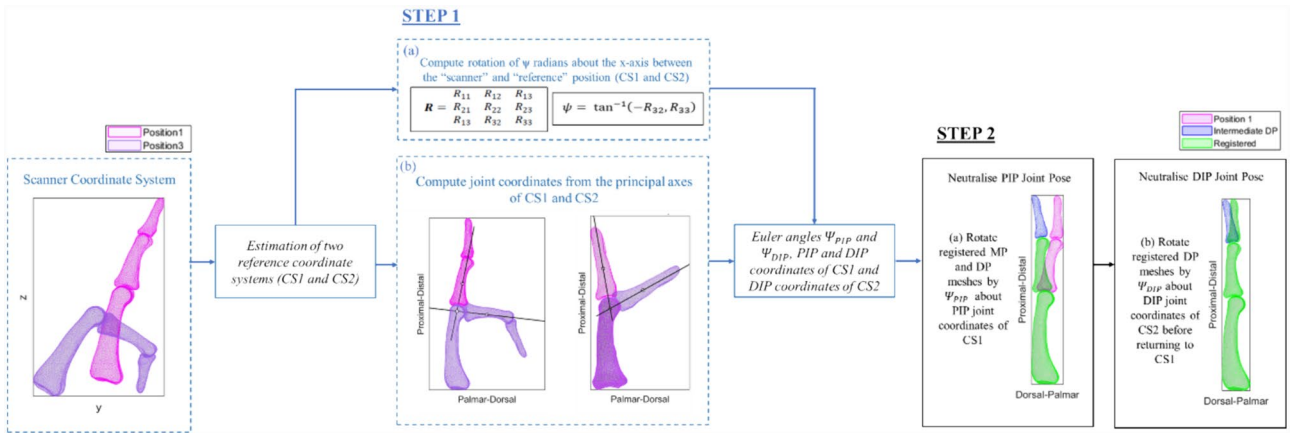 STEP 1
(a)
Compute rotation of ψ radians about the x-axis between
the "scanner" and "reference" position (CS1 and CS2)
R₁₁ R₁₂ R₁₃
R = R₂₁ R₂₂ R₂₃
R₁₃ R₃₂ R₃₃
ψ = tan⁻¹(−R₃₂, R₃₃)
Position1
Position3
Scanner Coordinate System
z
y
Estimation of two
reference coordinate
systems (CS1 and CS2)
(b)
Compute joint coordinates from the principal axes
of CS1 and CS2
Proximal-Distal
Palmar-Dorsal
Proximal-Distal
Palmar-Dorsal
Euler angles Ψ_PIP and
Ψ_DIP, PIP and DIP
coordinates of CS1 and
DIP coordinates of CS2
STEP 2
Position 1
Intermediate DP
Registered
Neutralise PIP Joint Pose
(a) Rotate
registered MP
and DP
meshes by
Ψ_PIP about
PIP joint
coordinates of
CS1
Proximal-Distal
Dorsal-Palmar
Neutralise DIP Joint Pose
(b) Rotate
registered DP
meshes by
Ψ_DIP about
DIP joint
coordinates of
CS2 before
returning to
CS1
Proximal-Distal
Dorsal-Palmar